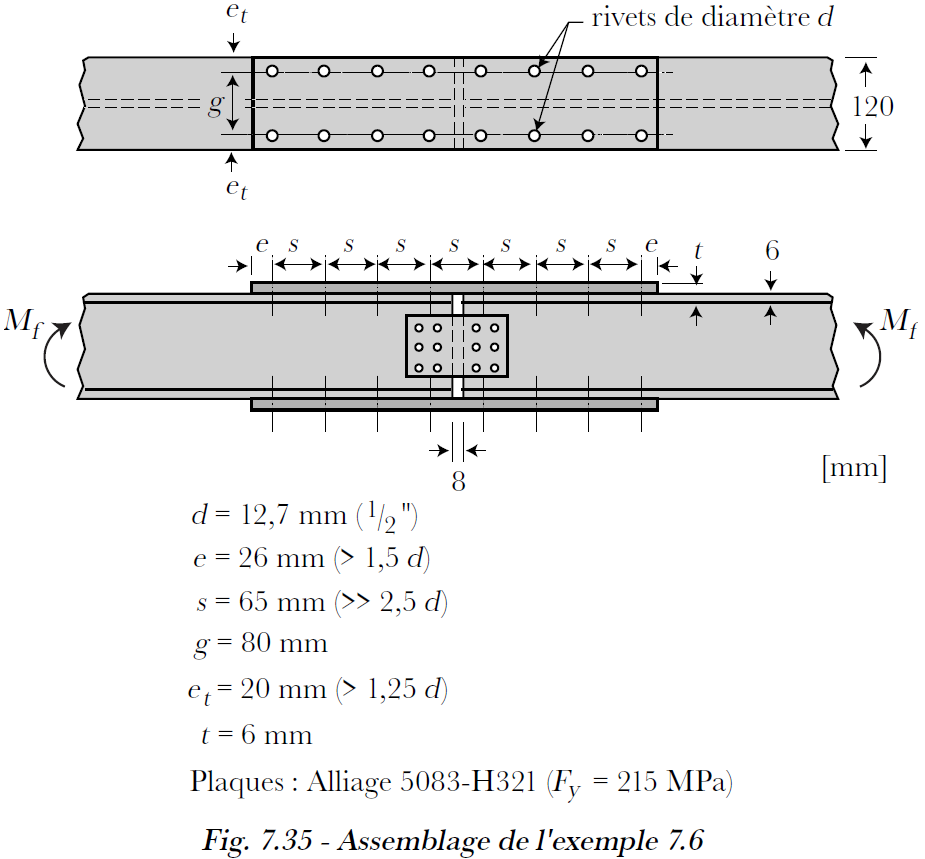 rivets de diamètre d
e_t
g
120
e_t
e s s s s s s s e t 6
M_f M_f
8
[mm]
d = 12,7 mm (1/2 ")
e = 26 mm (> 1,5 d)
s = 65 mm (>> 2,5 d)
g = 80 mm
e_t = 20 mm (> 1,25 d)
t = 6 mm
Plaques : Alliage 5083-H321 (F_y = 215 MPa)
Fig. 7.35 - Assemblage de l'exemple 7.6